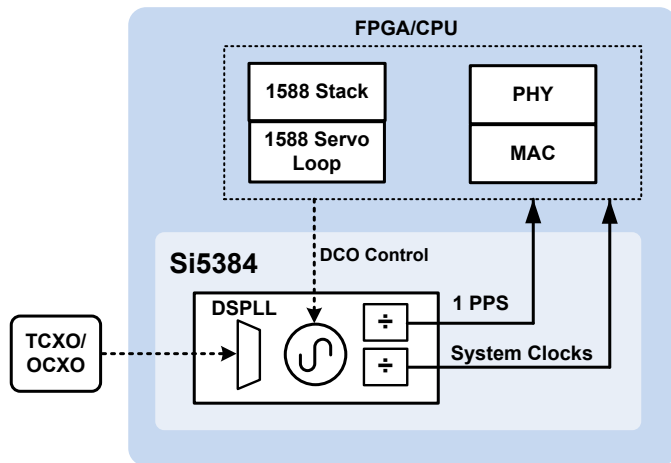 FPGA/CPU
1588 Stack
1588 Servo
Loop
PHY
MAC
DCO Control
Si5384
DSPLL
÷
÷
1 PPS
System Clocks
TCXO/
OCXO